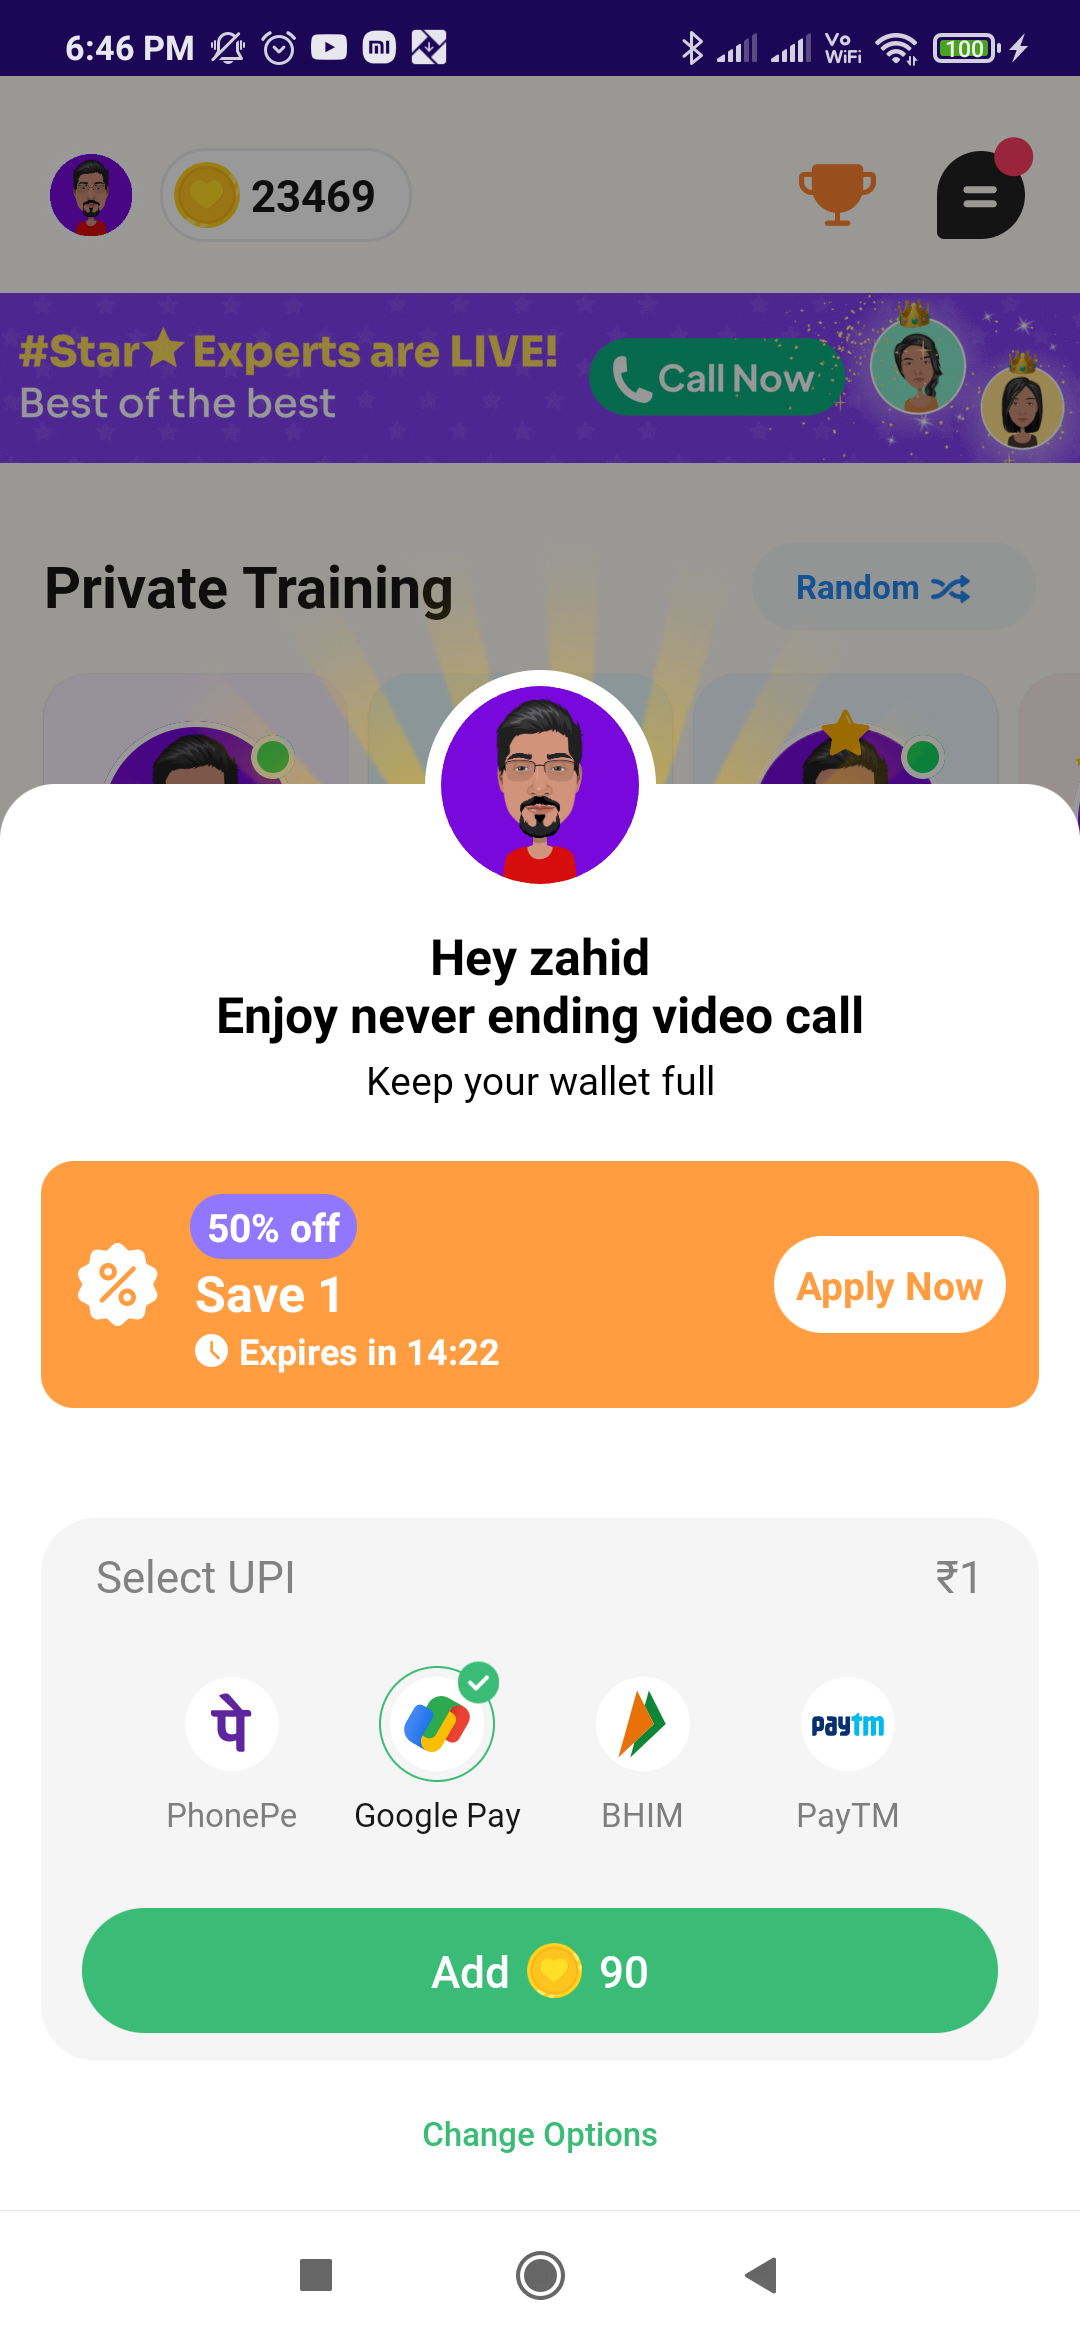 6:46 PM
Vo
WiFi
100
23469
#Star Experts are LIVE!
Best of the best
Call Now
Private Training
Random
Hey zahid
Enjoy never ending video call
Keep your wallet full
50% off
Save 1
Expires in 14:22
Apply Now
Select UPI
₹1
पे
paytm
PhonePe
Google Pay
BHIM
PayTM
Add 90
Change Options